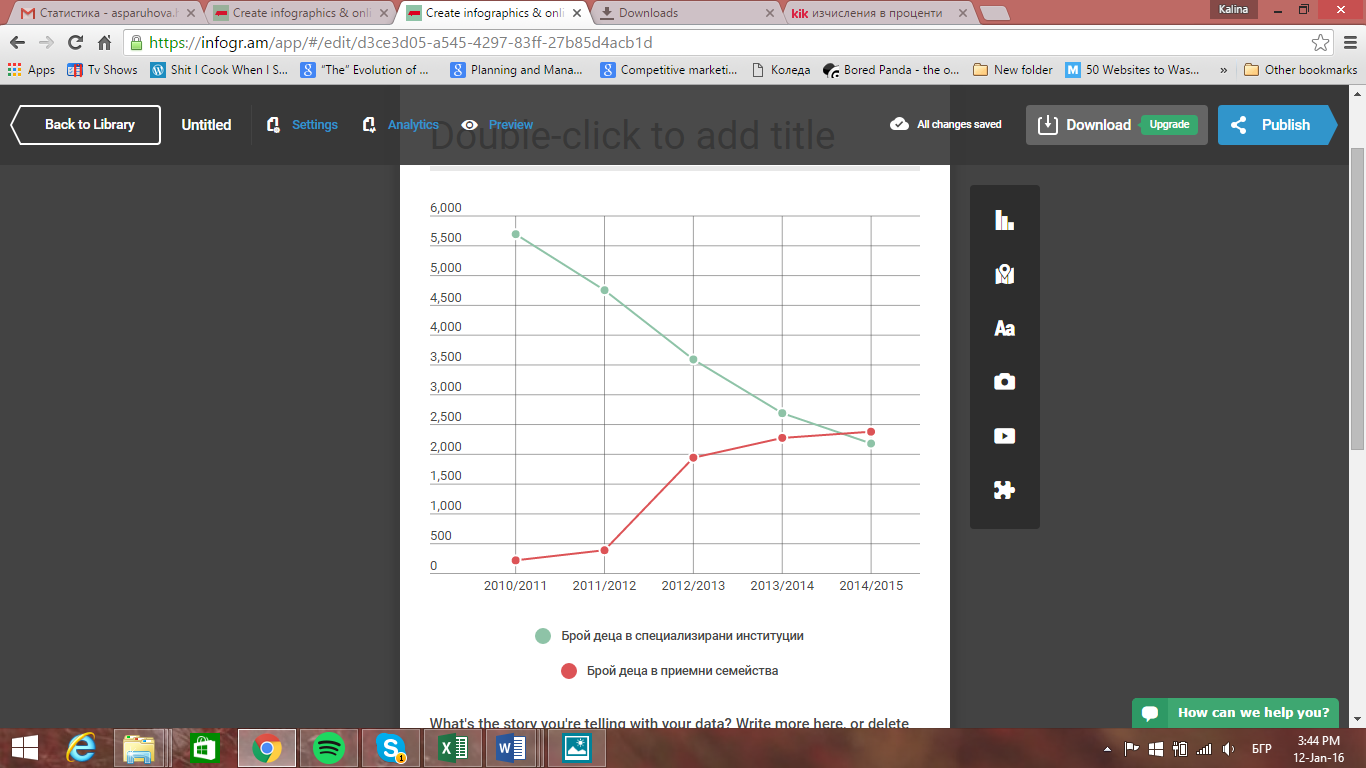 Статистика - asparuhova.l
Create infographics & onli
Create infographics & onli
Downloads
kik изчисления в проценти
Kalina
https://infogr.am/app/#/edit/d3ce3d05-a545-4297-83ff-27b85d4acb1d
Apps
Tv Shows
Shit I Cook When I S...
"The" Evolution of ...
Planning and Mana...
Competitive marketi...
Коледа
Bored Panda - the o...
New folder
M 50 Websites to Was...
»
Other bookmarks
Back to Library
Untitled
Settings
Analytics
Preview
Double-click to add title
All changes saved
Download
Upgrade
Publish
6,000
5,500
5,000
4,500
4,000
3,500
3,000
2,500
2,000
1,500
1,000
500
0
2010/2011 2011/2012 2012/2013 2013/2014 2014/2015
Aa
Брой деца в специализирани институции
Брой деца в приемни семейства
What's the story you're telling with your data? Write more here, or delete
How can we help you?
БГР
3:44 PM
12-Jan-16